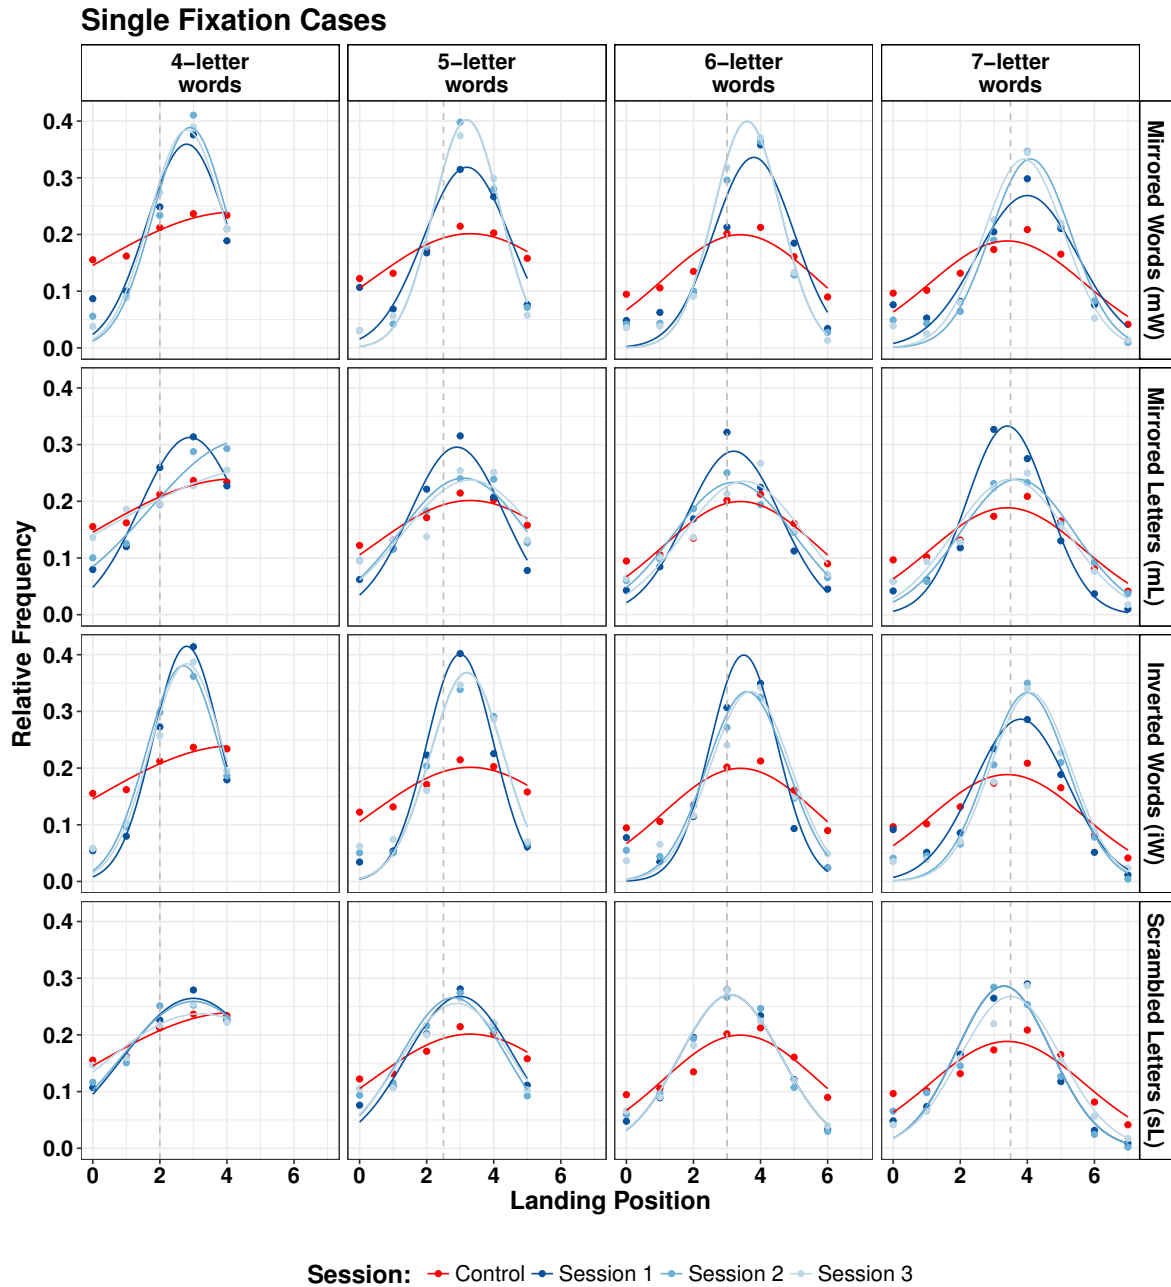 Single Fixation Cases
4−letter
words
5−letter
words
6−letter
words
7−letter
words
Relative Frequency
0.4
0.3
0.2
0.1
0.0
Mirrored Words (mW)
0.4
0.3
0.2
0.1
0.0
Mirrored Letters (mL)
0.4
0.3
0.2
0.1
0.0
Inverted Words (iW)
0.4
0.3
0.2
0.1
0.0
Scrambled Letters (sL)
0 2 4 6 0 2 4 6 0 2 4 6 0 2 4 6
Landing Position
Session: Control Session 1 Session 2 Session 3